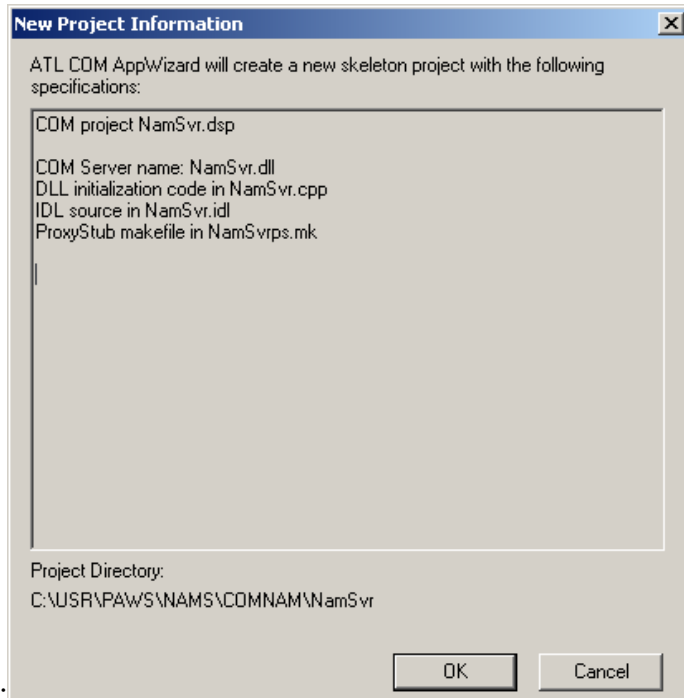 New Project Information
ATL COM AppWizard will create a new skeleton project with the following
specifications:
COM project NamSvr.dsp
COM Server name: NamSvr.dll
DLL initialization code in NamSvr.cpp
IDL source in NamSvr.idl
ProxyStub makefile in NamSvrps.mk
Project Directory:
C:\USR\PAWS\NAMS\COMNAM\NamSvr
OK
Cancel
.